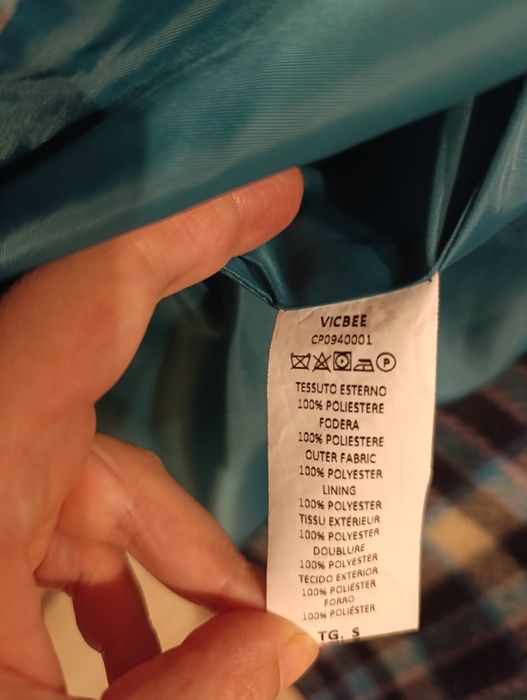 VICBEE
CP0940001
P
TESSUTO ESTERNO
100% POLIESTERE
FODERA
100% POLIESTERE
OUTER FABRIC
100% POLYESTER
LINING
100% POLYESTER
TISSU EXTÉRIEUR
100% POLYESTER
DOUBLURE
100% POLYESTER
TECIDO EXTERIOR
100% POLIÉSTER
FORRO
100% POLIÉSTER
TG. S